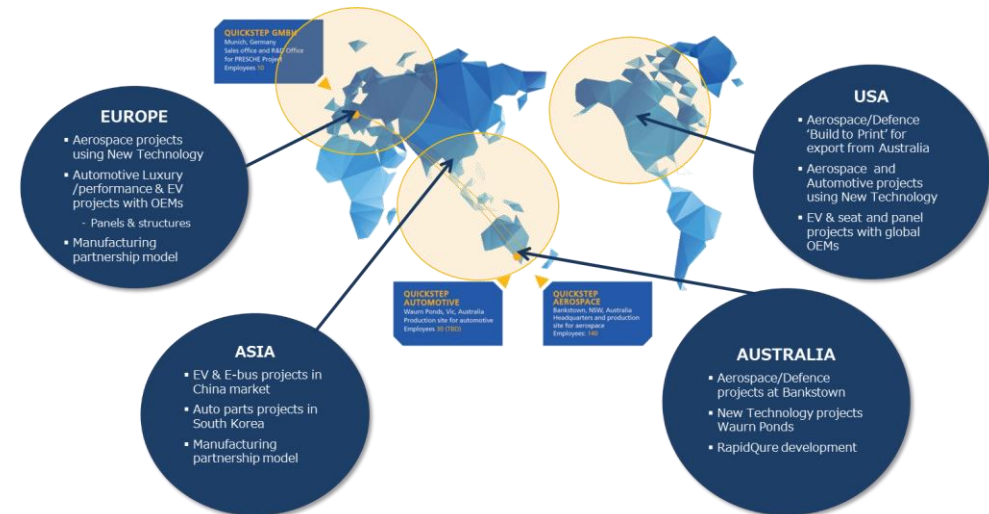 QUICKSTEP GMBH
Munich, Germany
Sales office and R&D Office
for PRESCHE Project
Employees 10
EUROPE
▪ Aerospace projects
using New Technology
▪ Automotive Luxury
/performance & EV
projects with OEMs
- Panels & structures
▪ Manufacturing
partnership model
USA
▪ Aerospace/Defence
‘Build to Print’ for
export from Australia
▪ Aerospace and
Automotive projects
using New Technology
▪ EV & seat and panel
projects with global
OEMs
QUICKSTEP
AUTOMOTIVE
Waurn Ponds, Vic, Australia
Production site for automotive
Employees 30 (TBD)
QUICKSTEP
AEROSPACE
Bankstown, NSW, Australia
Headquarters and production
site for aerospace
Employees: 140
ASIA
▪ EV & E-bus projects in
China market
▪ Auto parts projects in
South Korea
▪ Manufacturing
partnership model
AUSTRALIA
▪ Aerospace/Defence
projects at Bankstown
▪ New Technology projects
Waurn Ponds
▪ RapidQure development